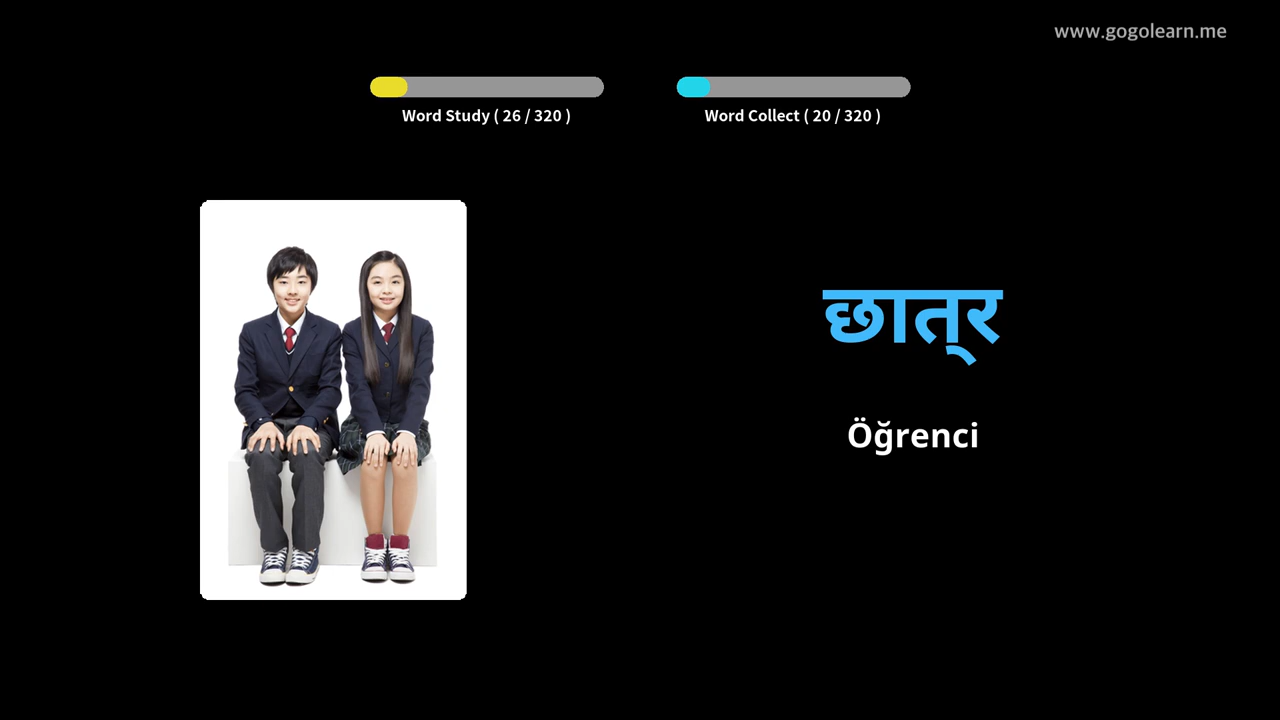 www.gogolearn.me
Word Study ( 26 / 320 )
Word Collect ( 20 / 320 )
छात्‌र
Öğrenci